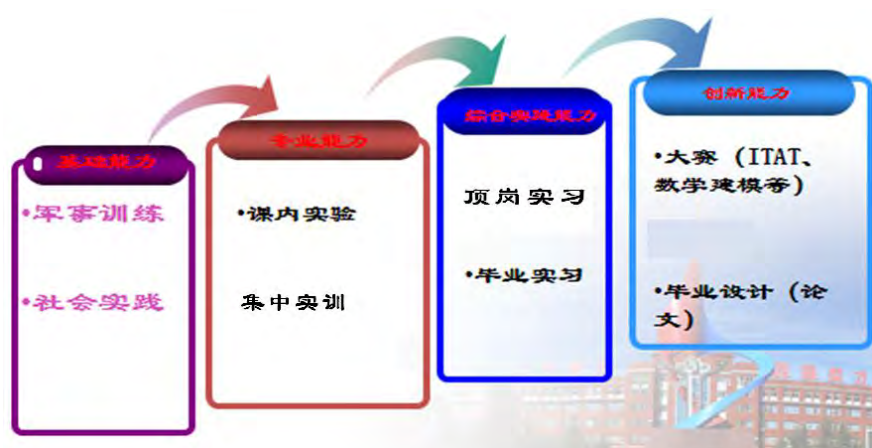 基础能力
•军事训练
•社会实践
专业能力
•课内实验
集中实训
综合实践能力
顶岗实习
•毕业实习
创新能力
•大赛（ITAT、
数学建模等）
•毕业设计（论
文）